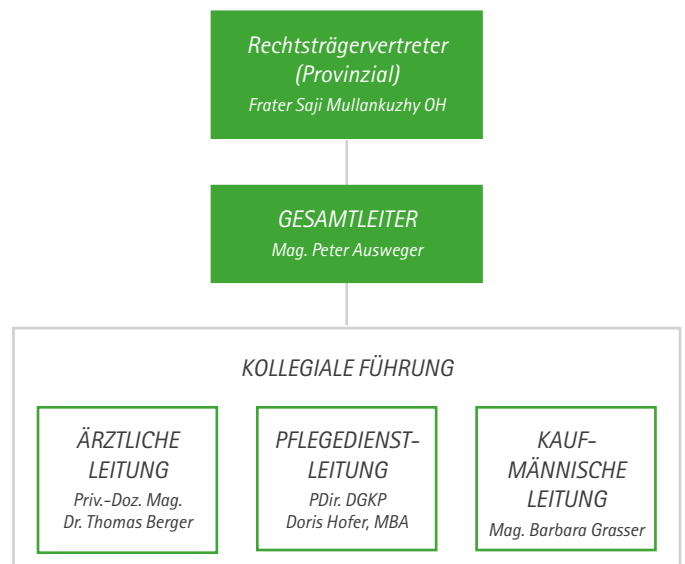 Rechtsträgervertreter
(Provinzial)
Frater Saji Mullankuzhy OH
GESAMTLEITER
Mag. Peter Ausweger
KOLLEGIALE FÜHRUNG
ÄRZTLICHE
LEITUNG
Priv.-Doz. Mag.
Dr. Thomas Berger
PFLEGEDIENST-
LEITUNG
PDir. DGKP
Doris Hofer, MBA
KAUF-
MÄNNISCHE
LEITUNG
Mag. Barbara Grasser